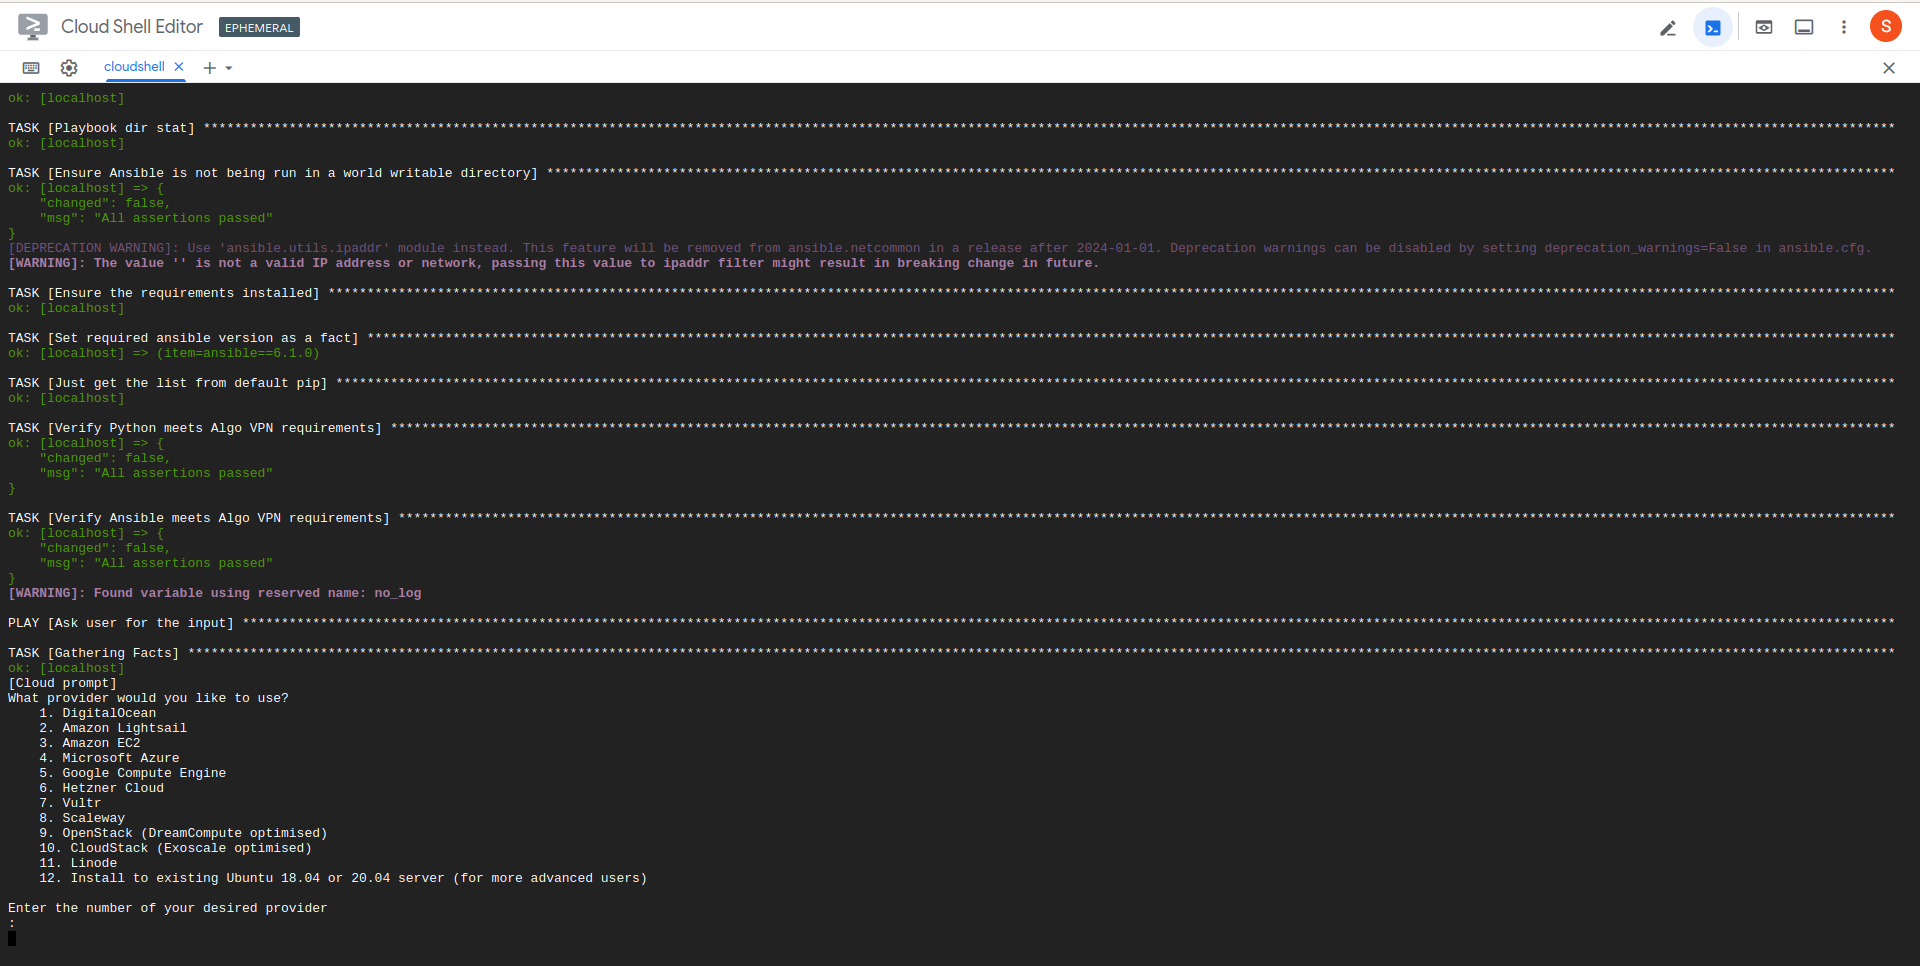 Cloud Shell Editor EPHEMERAL S
cloudshell
ok: [localhost]
TASK [Playbook dir stat] ************************************************************************************************************************************************************************************************************************
ok: [localhost]
TASK [Ensure Ansible is not being run in a world writable directory] ****************************************************************************************************************************************************************************
ok: [localhost] => {
    "changed": false,
    "msg": "All assertions passed"
}
[DEPRECATION WARNING]: Use 'ansible.utils.ipaddr' module instead. This feature will be removed from ansible.netcommon in a release after 2024-01-01. Deprecation warnings can be disabled by setting deprecation_warnings=False in ansible.cfg.
[WARNING]: The value '' is not a valid IP address or network, passing this value to ipaddr filter might result in breaking change in future.
TASK [Ensure the requirements installed] ********************************************************************************************************************************************************************************************************
ok: [localhost]
TASK [Set required ansible version as a fact] ***************************************************************************************************************************************************************************************************
ok: [localhost] => (item=ansible==6.1.0)
TASK [Just get the list from default pip] *******************************************************************************************************************************************************************************************************
ok: [localhost]
TASK [Verify Python meets Algo VPN requirements] ************************************************************************************************************************************************************************************************
ok: [localhost] => {
    "changed": false,
    "msg": "All assertions passed"
}
TASK [Verify Ansible meets Algo VPN requirements] ***********************************************************************************************************************************************************************************************
ok: [localhost] => {
    "changed": false,
    "msg": "All assertions passed"
}
[WARNING]: Found variable using reserved name: no_log
PLAY [Ask user for the input] *******************************************************************************************************************************************************************************************************************
TASK [Gathering Facts] **************************************************************************************************************************************************************************************************************************
ok: [localhost]
[Cloud prompt]
What provider would you like to use?
    1. DigitalOcean
    2. Amazon Lightsail
    3. Amazon EC2
    4. Microsoft Azure
    5. Google Compute Engine
    6. Hetzner Cloud
    7. Vultr
    8. Scaleway
    9. OpenStack (DreamCompute optimised)
    10. CloudStack (Exoscale optimised)
    11. Linode
    12. Install to existing Ubuntu 18.04 or 20.04 server (for more advanced users)
Enter the number of your desired provider
: